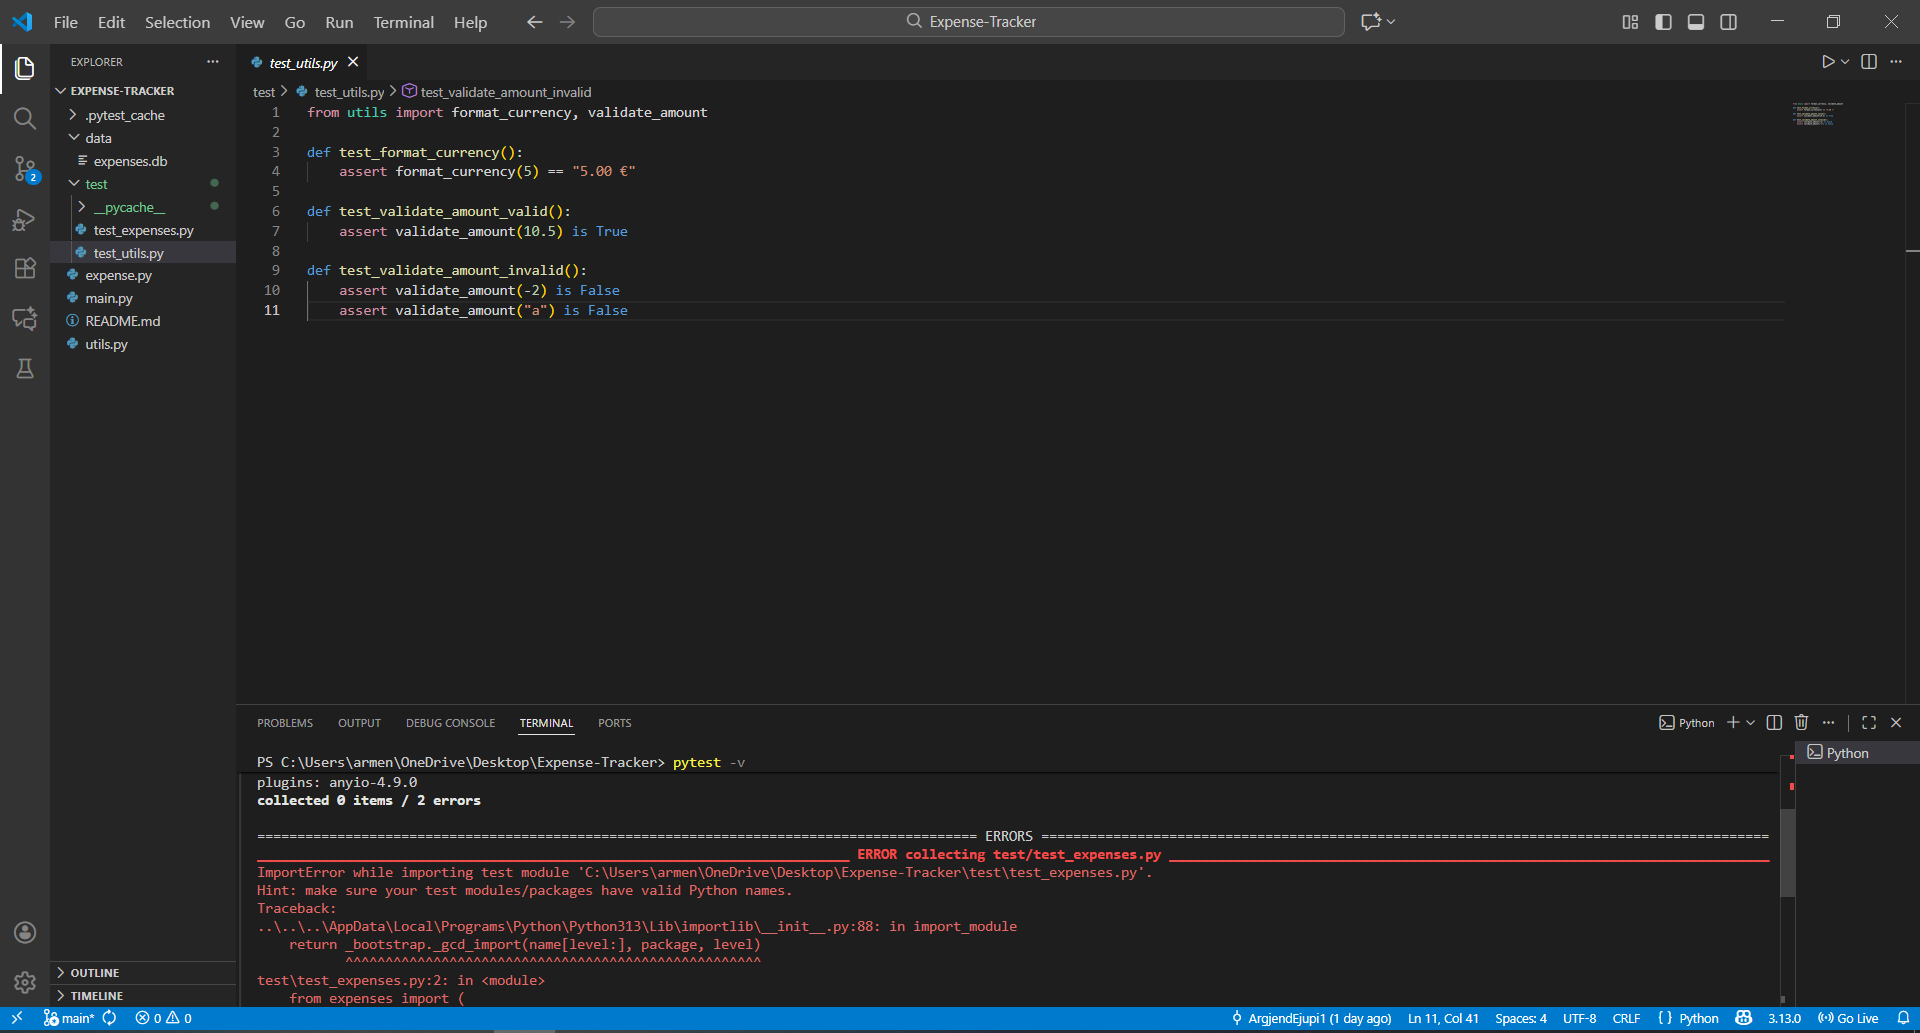 File Edit Selection View Go Run Terminal Help
Expense-Tracker
EXPLORER
EXPENSE-TRACKER
.pytest_cache
data
expenses.db
test
__pycache__
test_expenses.py
test_utils.py
expense.py
main.py
README.md
utils.py
OUTLINE
TIMELINE
test_utils.py
test > test_utils.py > test_validate_amount_invalid
1 from utils import format_currency, validate_amount
2
3 def test_format_currency():
4 assert format_currency(5) == "5.00 €"
5
6 def test_validate_amount_valid():
7 assert validate_amount(10.5) is True
8
9 def test_validate_amount_invalid():
10 assert validate_amount(-2) is False
11 assert validate_amount("a") is False
PROBLEMS OUTPUT DEBUG CONSOLE TERMINAL PORTS
Python
Python
PS C:\Users\armen\OneDrive\Desktop\Expense-Tracker> pytest -v
plugins: anyio-4.9.0
collected 0 items / 2 errors
=========================================================================================== ERRORS ===========================================================================================
__________________________________________________________________________ ERROR collecting test/test_expenses.py ___________________________________________________________________________
ImportError while importing test module 'C:\Users\armen\OneDrive\Desktop\Expense-Tracker\test\test_expenses.py'.
Hint: make sure your test modules/packages have valid Python names.
Traceback:
..\..\..\AppData\Local\Programs\Python\Python313\Lib\importlib\__init__.py:88: in import_module
return _bootstrap._gcd_import(name[level:], package, level)
^^^^^^^^^^^^^^^^^^^^^^^^^^^^^^^^^^^^^^^^^^^^^^^^^^^^
test\test_expenses.py:2: in <module>
from expenses import (
2
main* 0 0 ArgjendEjupi1 (1 day ago) Ln 11, Col 41 Spaces: 4 UTF-8 CRLF { } Python 3.13.0 Go Live